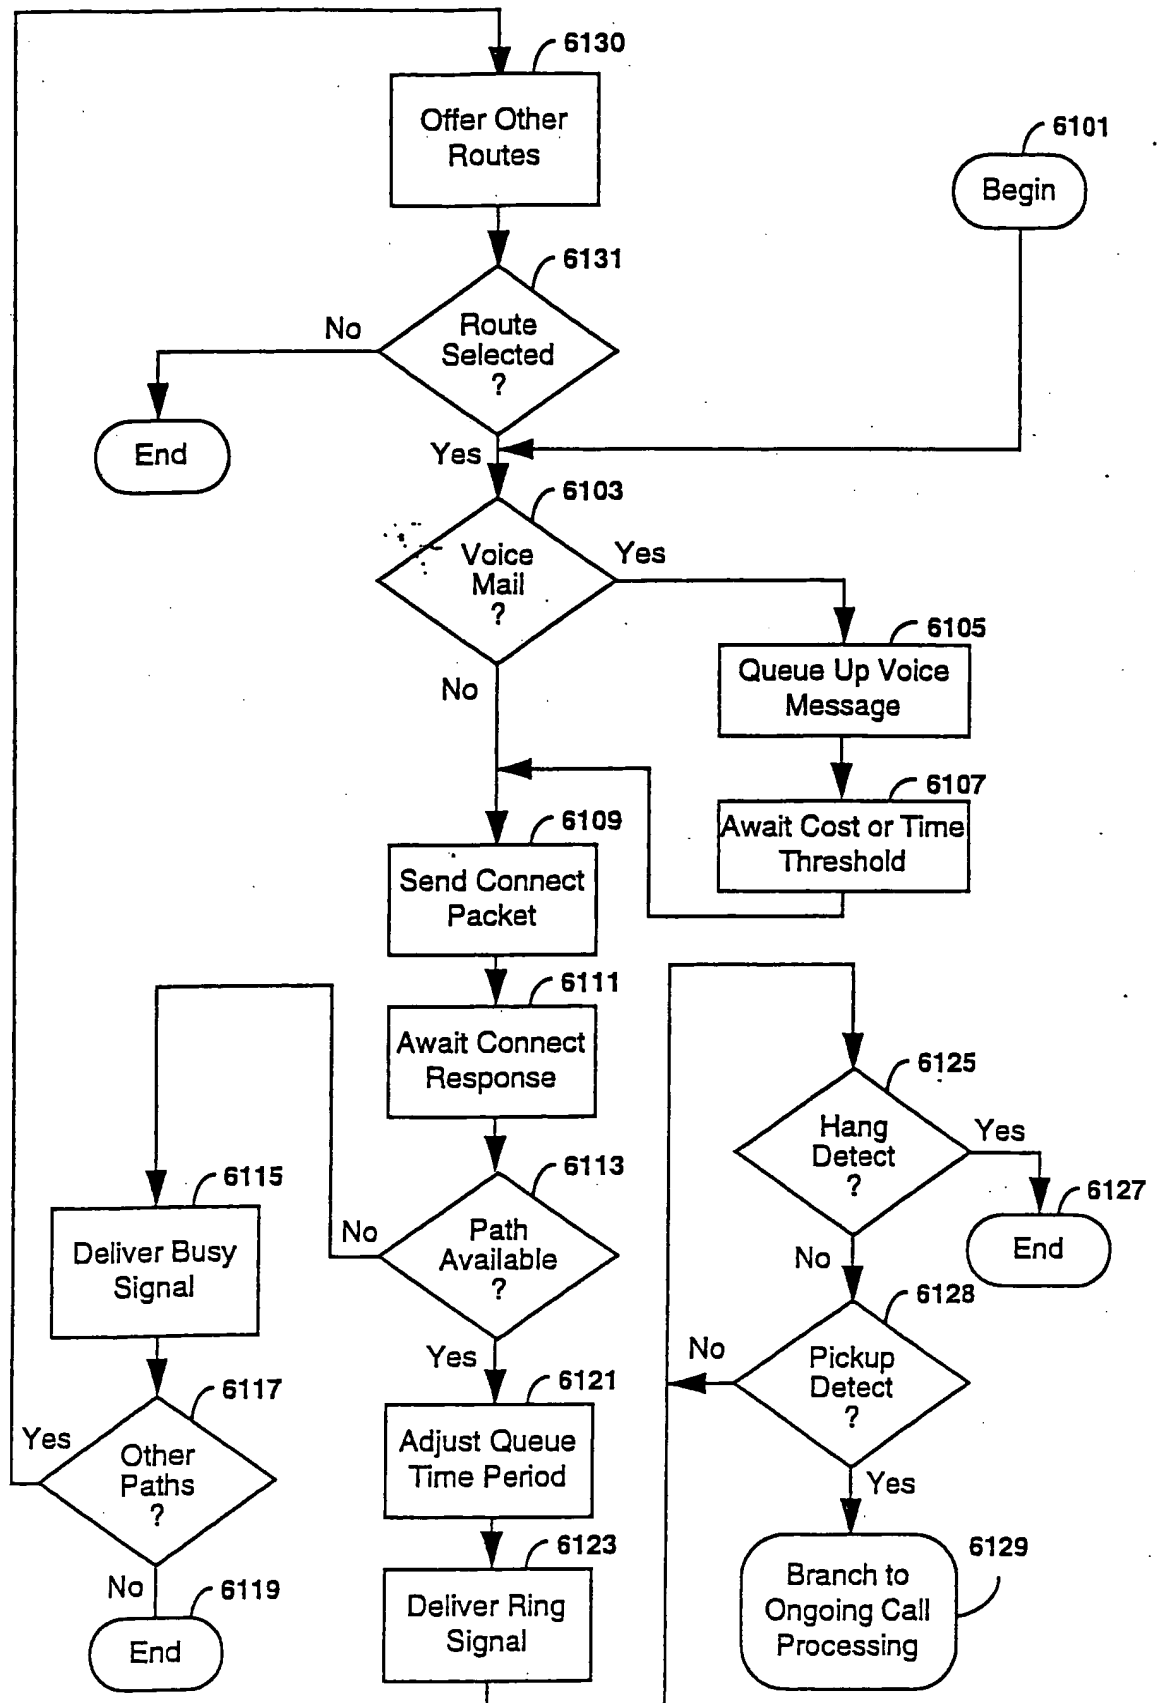 6130
Offer Other
Routes
6101
Begin
6131
Route
Selected
?
No
End
Yes
6103
Voice
Mail
?
Yes
No
6105
Queue Up Voice
Message
6107
Await Cost or Time
Threshold
6109
Send Connect
Packet
6111
Await Connect
Response
6113
Path
Available
?
No
Yes
6115
Deliver Busy
Signal
6117
Other
Paths
?
Yes
No
6119
End
6121
Adjust Queue
Time Period
6123
Deliver Ring
Signal
6125
Hang
Detect
?
Yes
6127
End
No
6128
Pickup
Detect
?
No
Yes
6129
Branch to
Ongoing Call
Processing